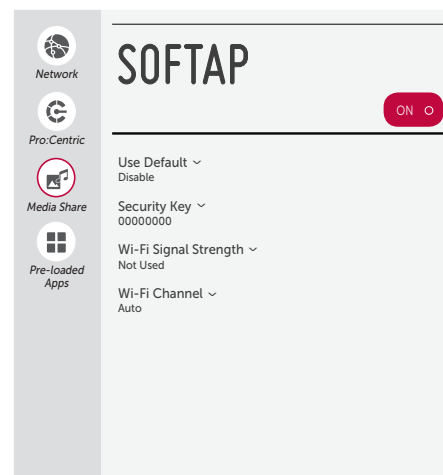 Network
Pro:Centric
Media Share
Pre-loaded
Apps
SOFTAP
ON
Use Default
Disable
Security Key
00000000
Wi-Fi Signal Strength
Not Used
Wi-Fi Channel
Auto